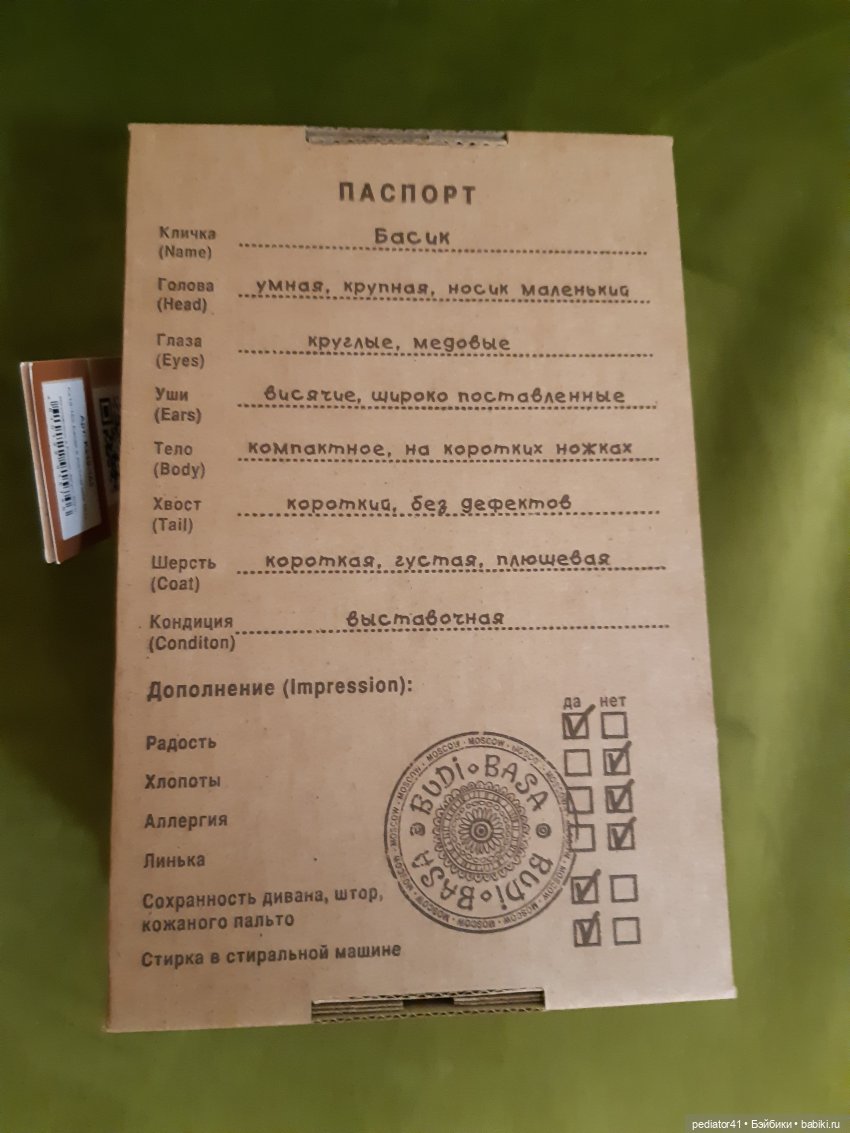 ПАСПОРТ
Кличка
(Name)
Басик
Голова
(Head)
умная, крупная, носик маленький
Глаза
(Eyes)
круглые, медовые
Уши
(Ears)
висячие, широко поставленные
Тело
(Body)
компактное, на коротких ножках
Хвост
(Tail)
короткий, без дефектов
Шерсть
(Coat)
короткая, густая, плюшевая
Кондиция
(Conditon)
выставочная
Дополнение (Impression):
да нет
Радость
Хлопоты
Аллергия
Линька
Сохранность дивана, штор,
кожаного пальто
Стирка в стиральной машине
BUDI BASA
BUDI BASA
MOSCOW · MOSCOW · MOSCOW · MOSCOW
pediator41 • Бэйбики • babiki.ru